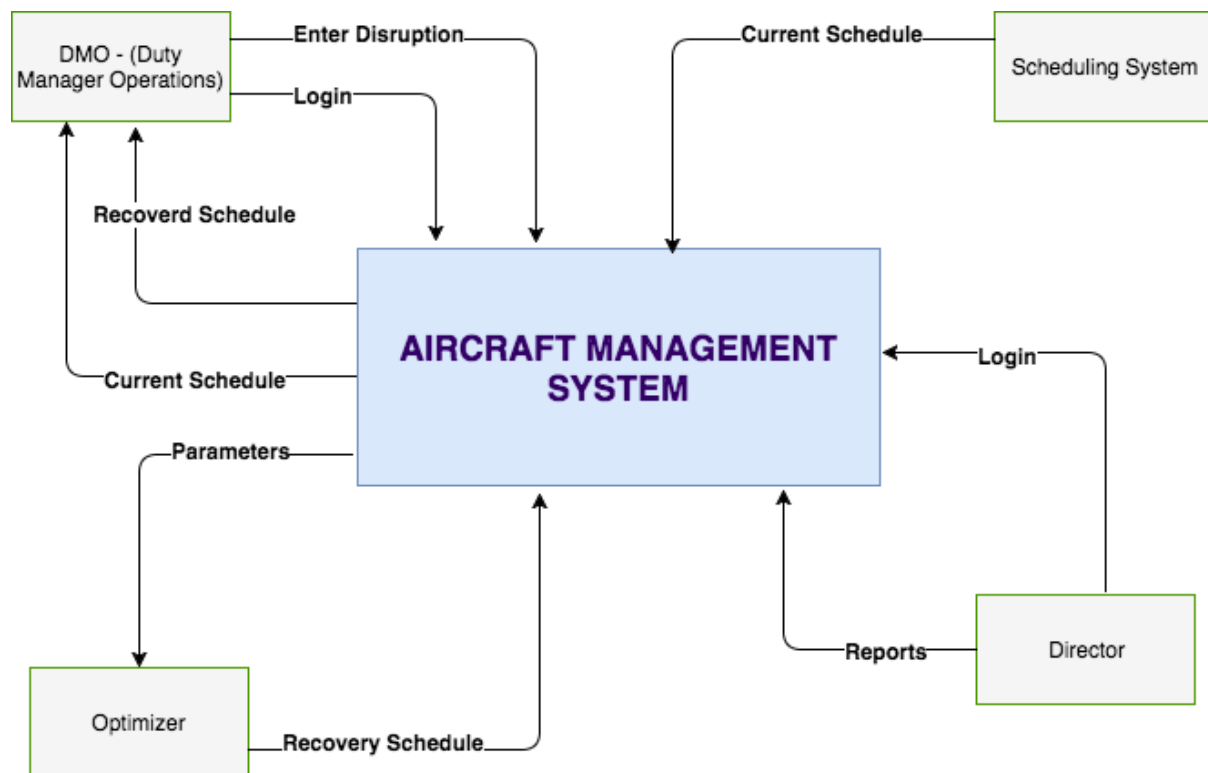 DMO - (Duty
Manager Operations)
Enter Disruption
Login
Current Schedule
Scheduling System
Recoverd Schedule
AIRCRAFT MANAGEMENT
SYSTEM
Login
Current Schedule
Parameters
Reports
Director
Optimizer
Recovery Schedule